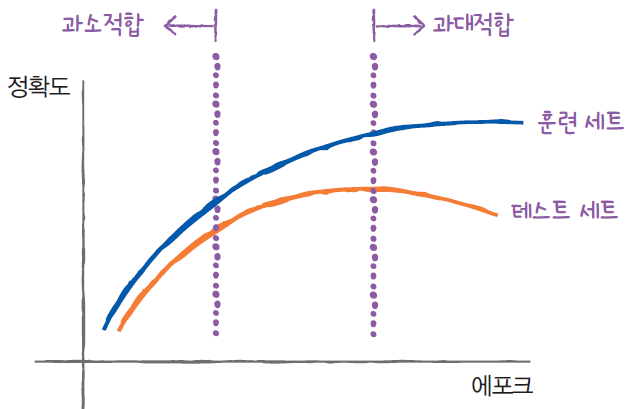 과소적합
과대적합
정확도
훈련 세트
테스트 세트
에포크